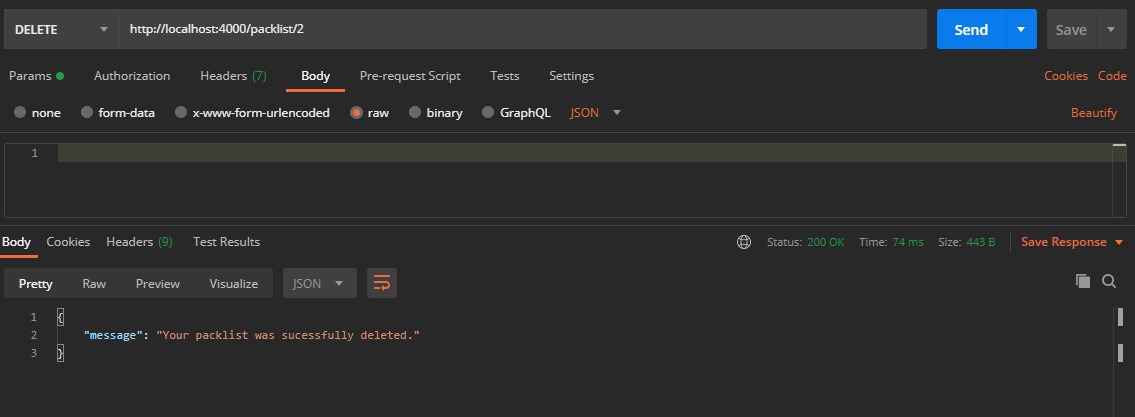 DELETE http://localhost:4000/packlist/2 Send Save
Params Authorization Headers (7) Body Pre-request Script Tests Settings Cookies Code
none form-data x-www-form-urlencoded raw binary GraphQL JSON Beautify
1
Body Cookies Headers (9) Test Results Status: 200 OK Time: 74 ms Size: 443 B Save Response
Pretty Raw Preview Visualize JSON
1 {
2 "message": "Your packlist was sucessfully deleted."
3 }